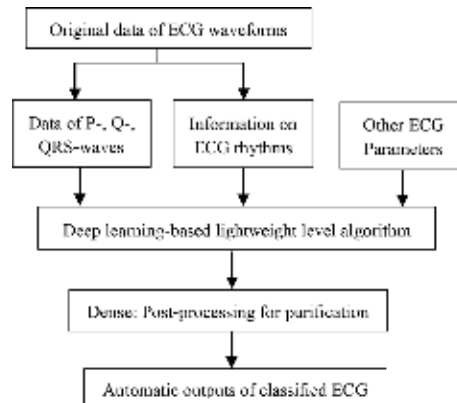 Original data of ECG waveforms
Data of P-, Q-,
QRS-waves
Information on
ECG rhythms
Other ECG
Parameters
Deep learning-based lightweight level algorithm
Dense: Post-processing for purification
Automatic outputs of classified ECG